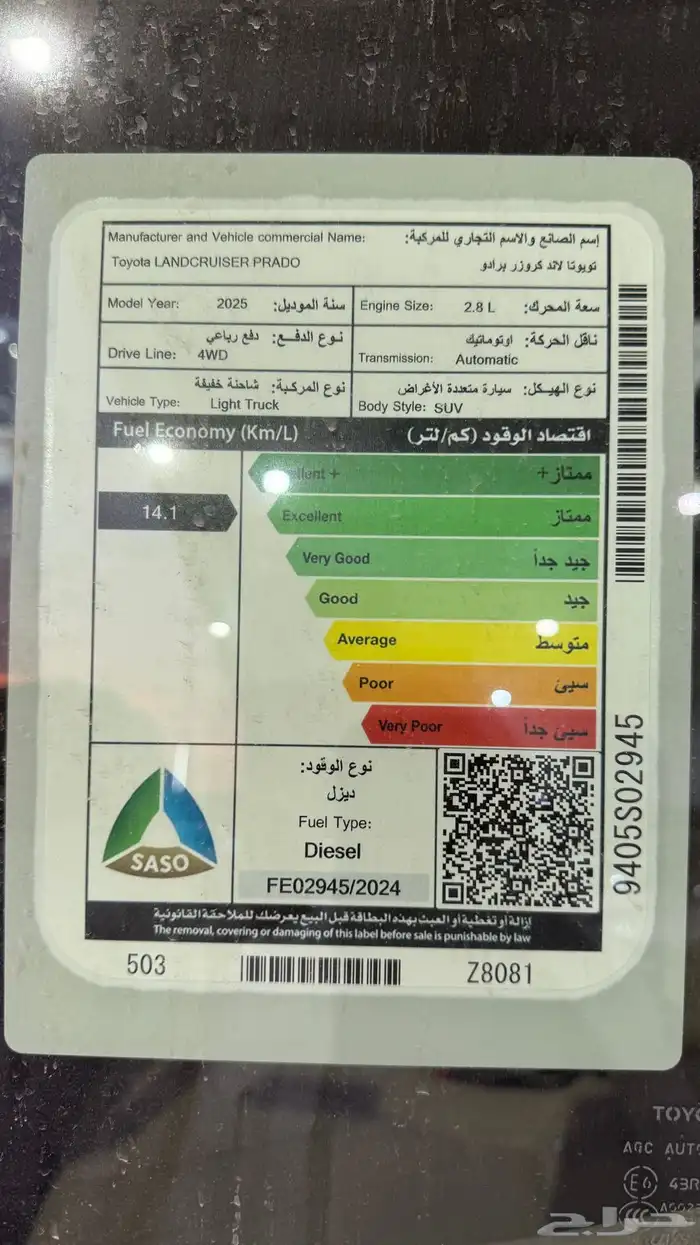 Manufacturer and Vehicle commercial Name: إسم الصانع والاسم التجاري للمركبة:
Toyota LANDCRUISER PRADO تويوتا لاند كروزر برادو
Model Year: 2025 سنة الموديل:
Engine Size: 2.8 L سعة المحرك:
نوع الدفع: دفع رباعي
Drive Line: 4WD
ناقل الحركة: اوتوماتيك
Transmission: Automatic
نوع المركبة: شاحنة خفيفة
Vehicle Type: Light Truck
نوع الهيكل: سيارة متعددة الأغراض
Body Style: SUV
Fuel Economy (Km/L) اقتصاد الوقود (كم/لتر)
+ ممتاز+
14.1
Excellent ممتاز
Very Good جيد جداً
Good جيد
Average متوسط
Poor سيئ
Very Poor سيئ جداً
SASO
نوع الوقود:
ديزل
Fuel Type:
Diesel
FE02945/2024
إزالة أو تغطية أو العبث بهذه البطاقة قبل البيع يعرضك للملاحقة القانونية
The removal, covering or damaging of this label before sale is punishable by law
503
Z8081
9405S02945
AGC
E6 43R
حراج